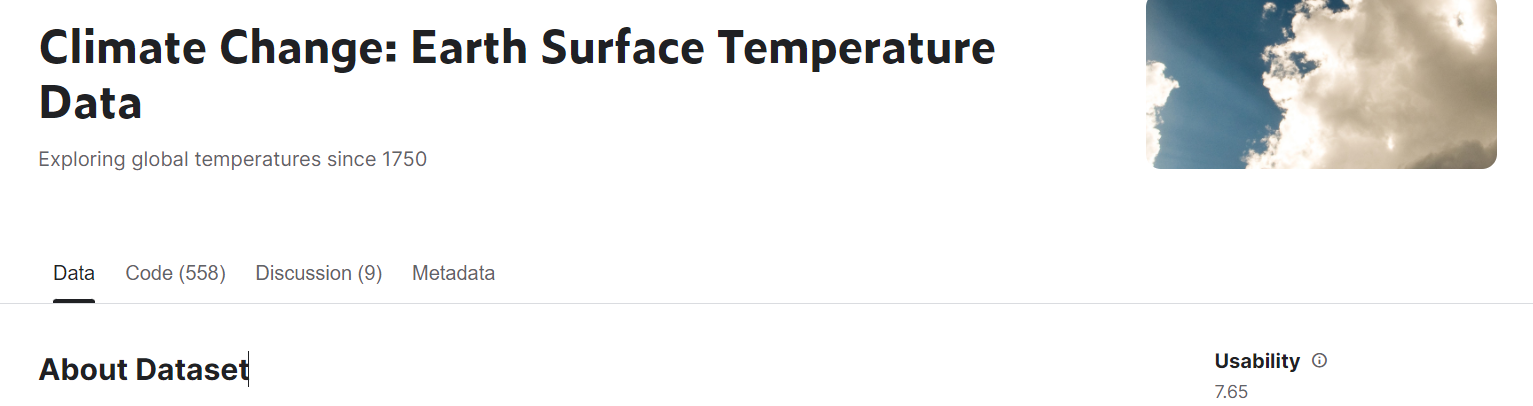 Climate Change: Earth Surface Temperature
Data
Exploring global temperatures since 1750
Data Code (558) Discussion (9) Metadata
About Dataset
Usability
7.65